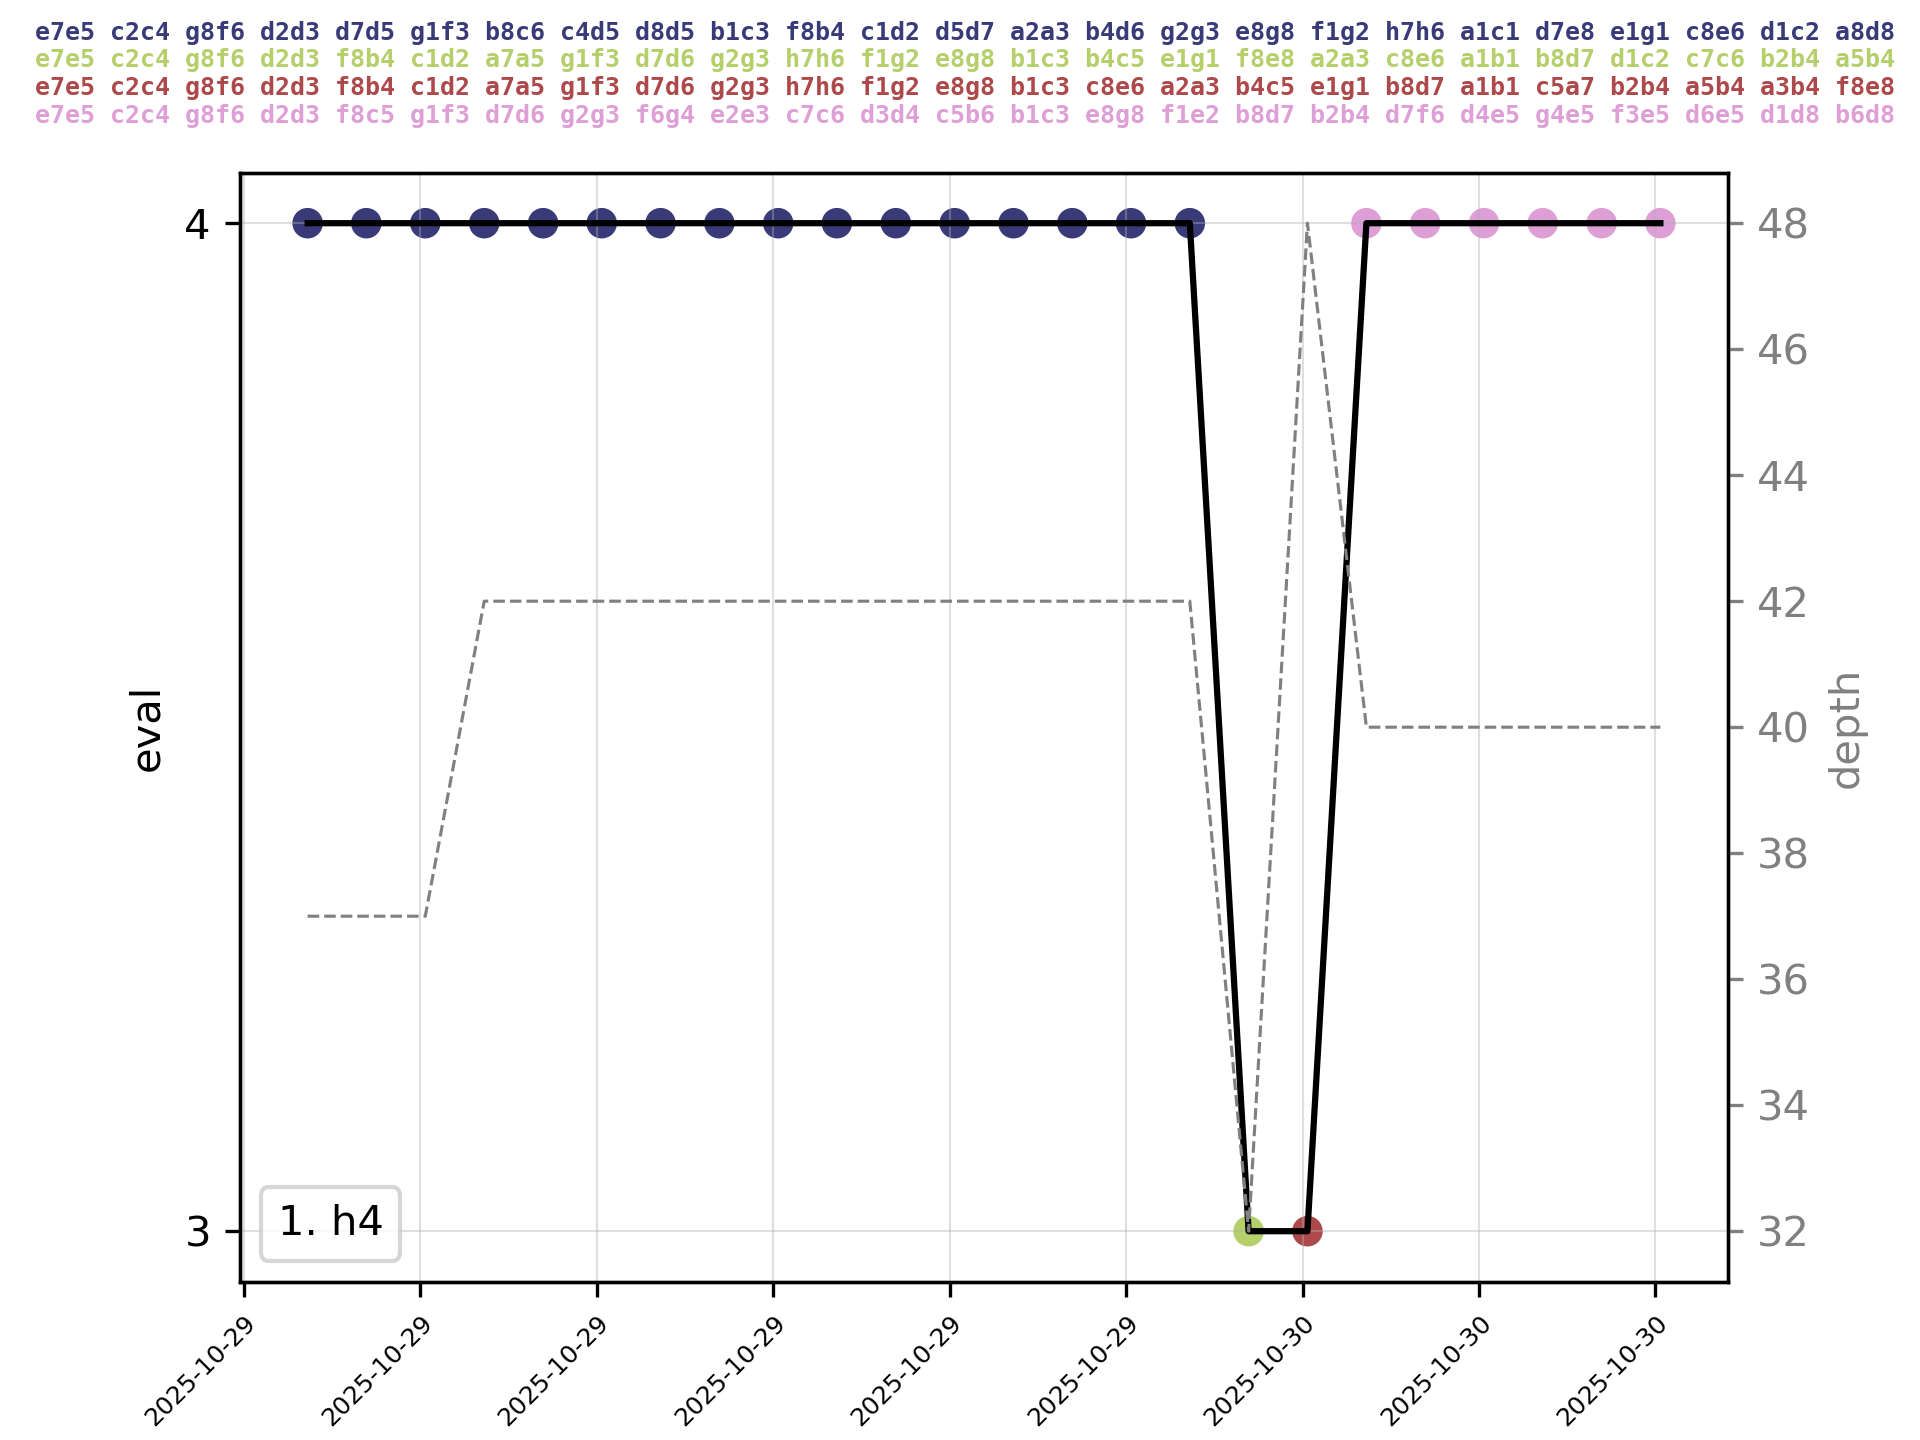 e7e5 c2c4 g8f6 d2d3 d7d5 g1f3 b8c6 c4d5 d8d5 b1c3 f8b4 c1d2 d5d7 a2a3 b4d6 g2g3 e8g8 f1g2 h7h6 a1c1 d7e8 e1g1 c8e6 d1c2 a8d8
e7e5 c2c4 g8f6 d2d3 f8b4 c1d2 a7a5 g1f3 d7d6 g2g3 h7h6 f1g2 e8g8 b1c3 b4c5 e1g1 f8e8 a2a3 c8e6 a1b1 b8d7 d1c2 c7c6 b2b4 a5b4
e7e5 c2c4 g8f6 d2d3 f8b4 c1d2 a7a5 g1f3 d7d6 g2g3 h7h6 f1g2 e8g8 b1c3 c8e6 a2a3 b4c5 e1g1 b8d7 a1b1 c5a7 b2b4 a5b4 a3b4 f8e8
e7e5 c2c4 g8f6 d2d3 f8c5 g1f3 d7d6 g2g3 f6g4 e2e3 c7c6 d3d4 c5b6 b1c3 e8g8 f1e2 b8d7 b2b4 d7f6 d4e5 g4e5 f3e5 d6e5 d1d8 b6d8
4
3
eval
48
46
44
42
40
38
36
34
32
depth
1. h4
2025-10-29
2025-10-29
2025-10-29
2025-10-29
2025-10-29
2025-10-29
2025-10-30
2025-10-30
2025-10-30